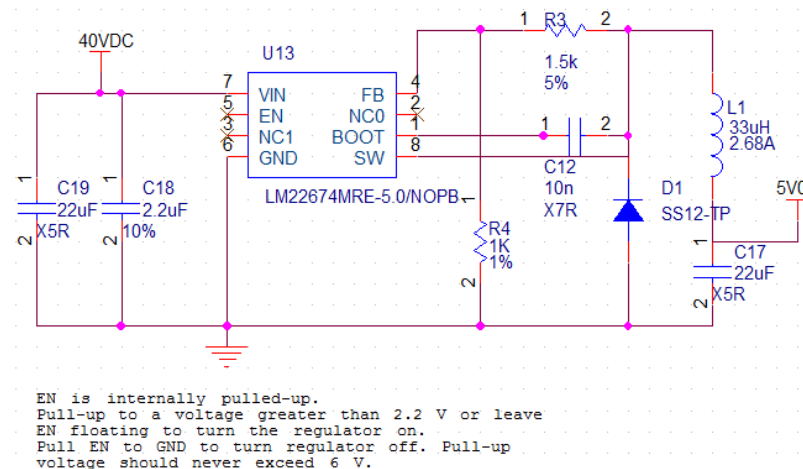 40VDC
U13
1 R3 2
1.5k
5%
7 VIN FB 4
5 EN NC0 2
3 NC1 BOOT 1
6 GND SW 8
LM22674MRE-5.0/NOPB
1 2
C12
10n
X7R
L1
33uH
2.68A
D1
SS12-TP
5V0
1 C19
22uF
2 X5R
1 C18
2.2uF
2 10%
1 R4
1K
1%
2
1 C17
22uF
2 X5R
EN is internally pulled-up.
Pull-up to a voltage greater than 2.2 V or leave
EN floating to turn the regulator on.
Pull EN to GND to turn regulator off. Pull-up
voltage should never exceed 6 V.